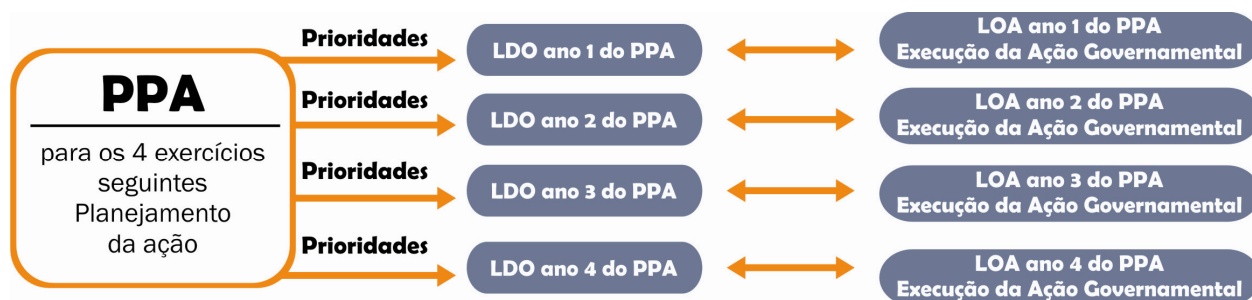 PPA
para os 4 exercícios
seguintes
Planejamento
da ação
Prioridades
LDO ano 1 do PPA
LOA ano 1 do PPA
Execução da Ação Governamental
Prioridades
LDO ano 2 do PPA
LOA ano 2 do PPA
Execução da Ação Governamental
Prioridades
LDO ano 3 do PPA
LOA ano 3 do PPA
Execução da Ação Governamental
Prioridades
LDO ano 4 do PPA
LOA ano 4 do PPA
Execução da Ação Governamental